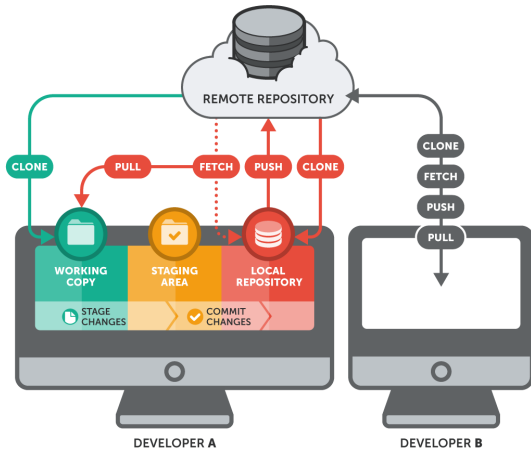 REMOTE REPOSITORY
CLONE
PULL
FETCH
PUSH
CLONE
CLONE
FETCH
PUSH
PULL
WORKING
COPY
STAGING
AREA
LOCAL
REPOSITORY
STAGE
CHANGES
COMMIT
CHANGES
DEVELOPER A
DEVELOPER B